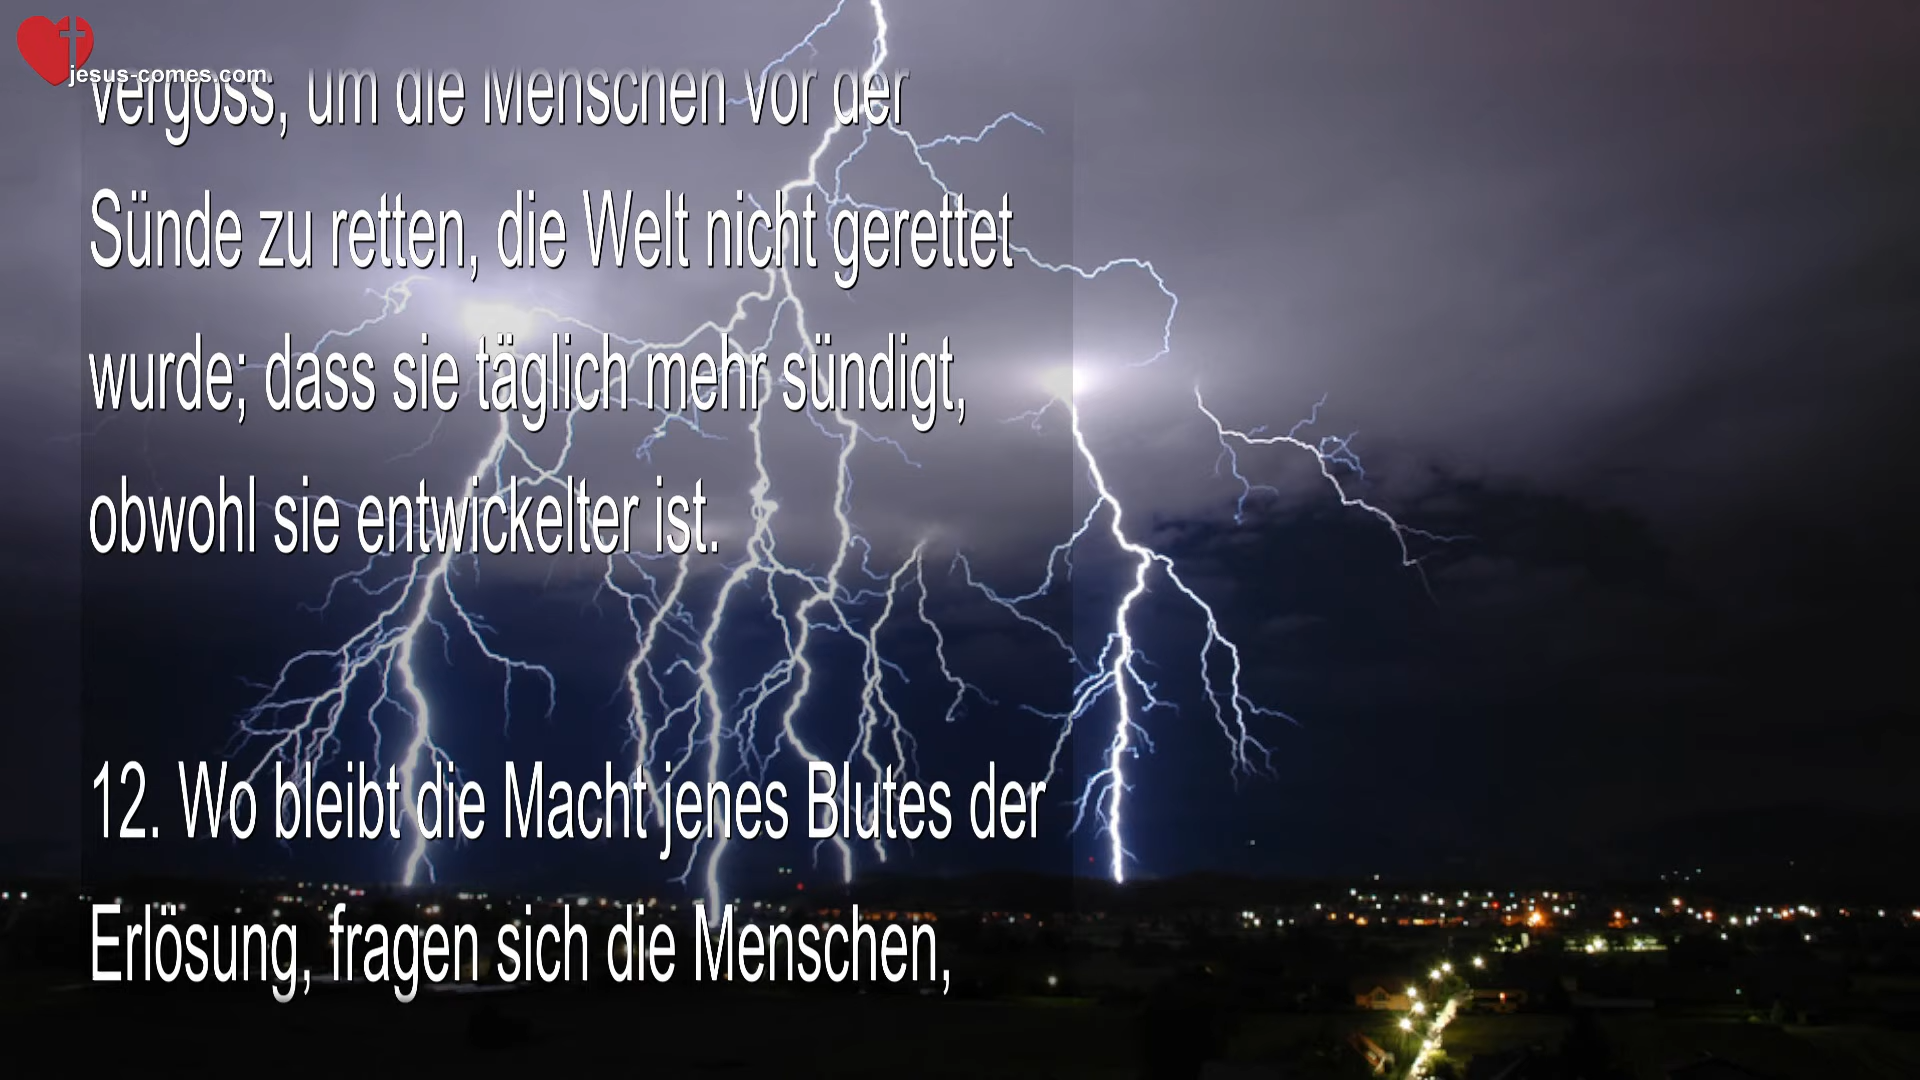 jesus-comes.com
vergoss, um die Menschen vor der
Sünde zu retten, die Welt nicht gerettet
wurde; dass sie täglich mehr sündigt,
obwohl sie entwickelter ist.
12. Wo bleibt die Macht jenes Blutes der
Erlösung, fragen sich die Menschen,